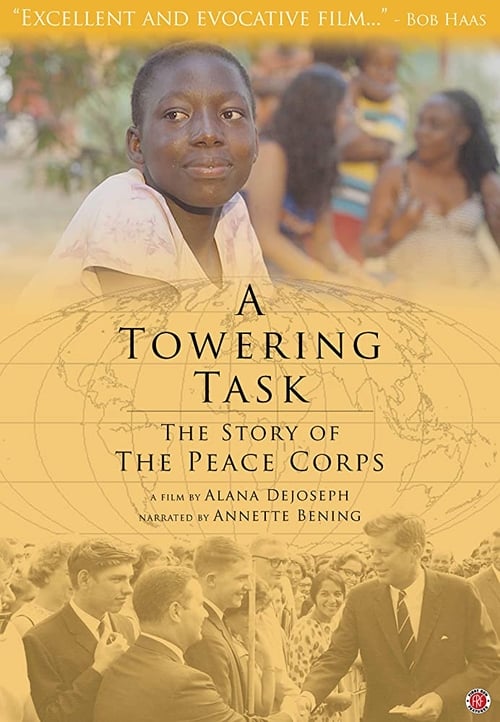 “EXCELLENT AND EVOCATIVE FILM...” - BOB HAAS
A
TOWERING
TASK
THE STORY OF
THE PEACE CORPS
A FILM BY ALANA DEJOSEPH
NARRATED BY ANNETTE BENING